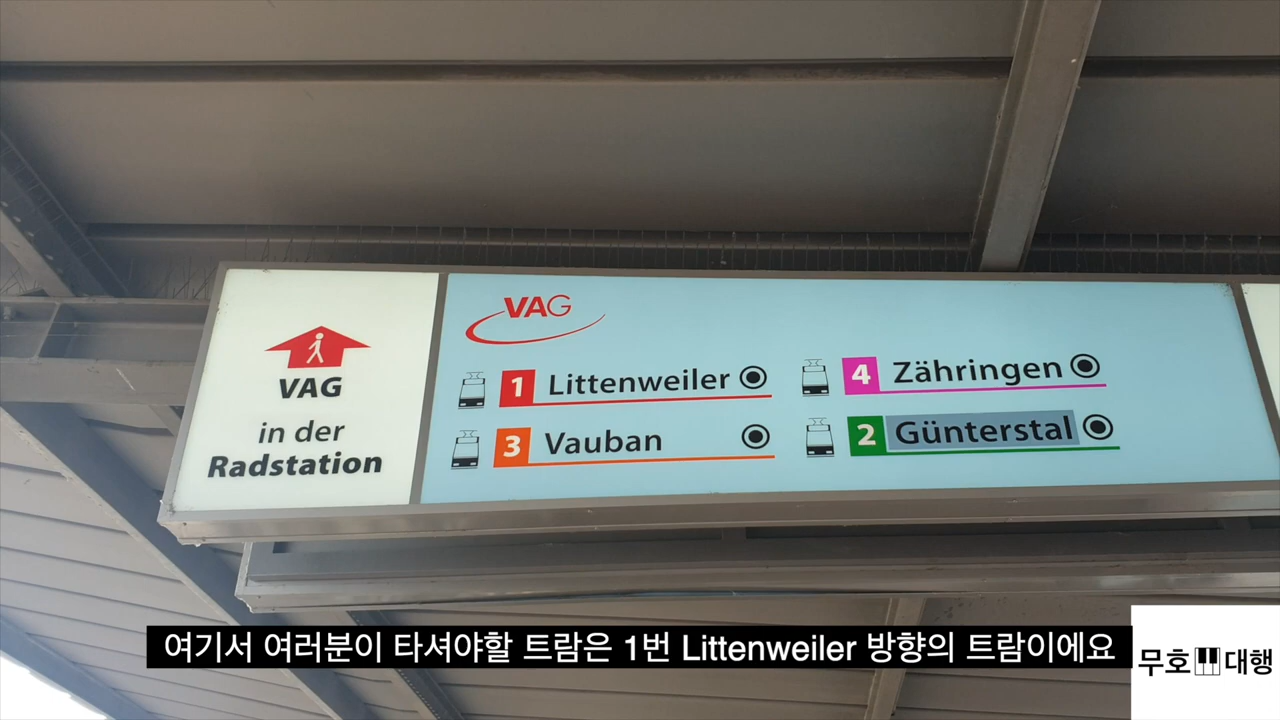 VAG
in der
Radstation
VAG
1 Littenweiler
3 Vauban
4 Zähringen
2 Günterstal
여기서 여러분이 타셔야할 트람은 1번 Littenweiler 방향의 트람이에요
무호 대행